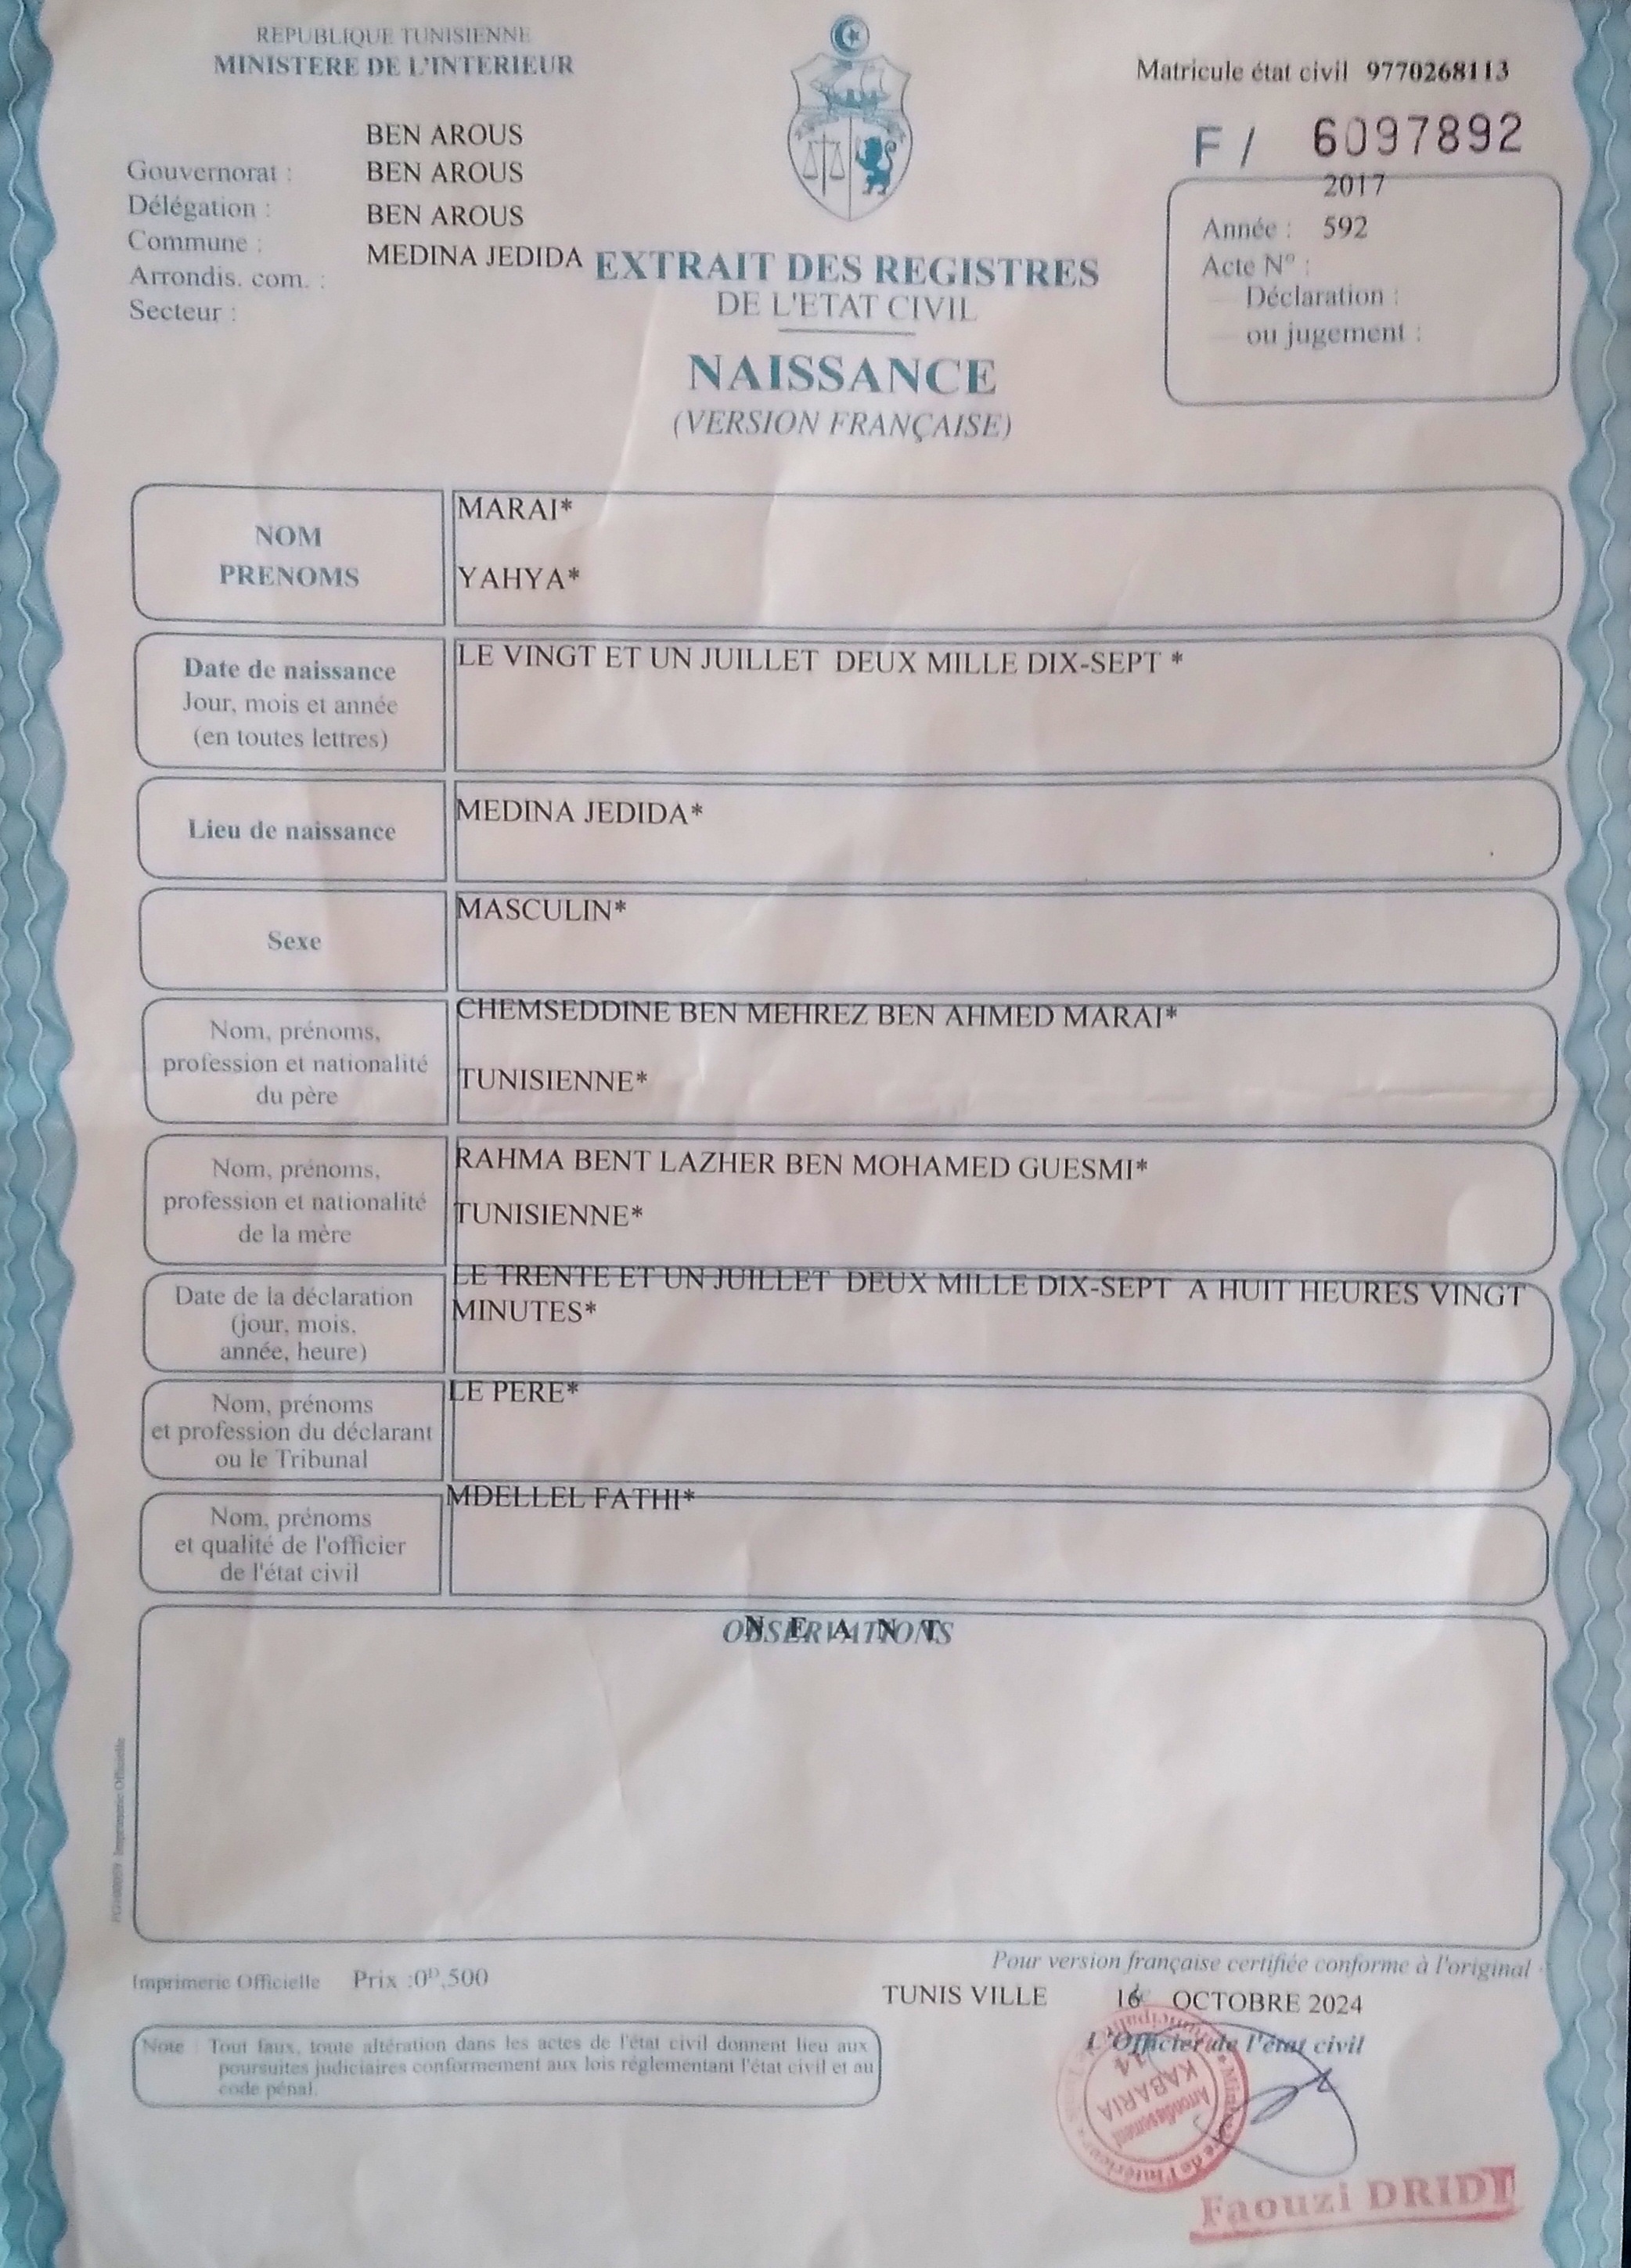 REPUBLIQUE TUNISIENNE
MINISTERE DE L'INTERIEUR
Matricule état civil 9770268113
F / 6097892
BEN AROUS
Gouvernorat : BEN AROUS
Délégation : BEN AROUS
Commune : MEDINA JEDIDA
Arrondis. com. :
Secteur :
2017
Année : 592
Acte N° :
Déclaration :
ou jugement :
EXTRAIT DES REGISTRES
DE L'ETAT CIVIL
NAISSANCE
(VERSION FRANÇAISE)
NOM MARAI*
PRENOMS YAHYA*
Date de naissance
Jour, mois et année
(en toutes lettres)
LE VINGT ET UN JUILLET DEUX MILLE DIX-SEPT *
Lieu de naissance
MEDINA JEDIDA*
Sexe
MASCULIN*
Nom, prénoms,
profession et nationalité
du père
CHEMSEDDINE BEN MEHREZ BEN AHMED MARAI*
TUNISIENNE*
Nom, prénoms,
profession et nationalité
de la mère
RAHMA BENT LAZHER BEN MOHAMED GUESMI*
TUNISIENNE*
Date de la déclaration
(jour, mois,
année, heure)
LE TRENTE ET UN JUILLET DEUX MILLE DIX-SEPT A HUIT HEURES VINGT
MINUTES*
Nom, prénoms
et profession du déclarant
ou le Tribunal
LE PERE*
Nom, prénoms
et qualité de l'officier
de l'état civil
MDELLEL FATHI*
OBSERVATIONS
N E A N T
Imprimerie Officielle
Imprimerie Officielle Prix :0ᴰ,500
Pour version française certifiée conforme à l'original
TUNIS VILLE 16 OCTOBRE 2024
L'Officier de l'état civil
Note : Tout faux, toute altération dans les actes de l'état civil donnent lieu aux
poursuites judiciaires conformement aux lois réglementant l'état civil et au
code pénal.
Arrondissement
KABARIA
14
Faouzi DRIDI